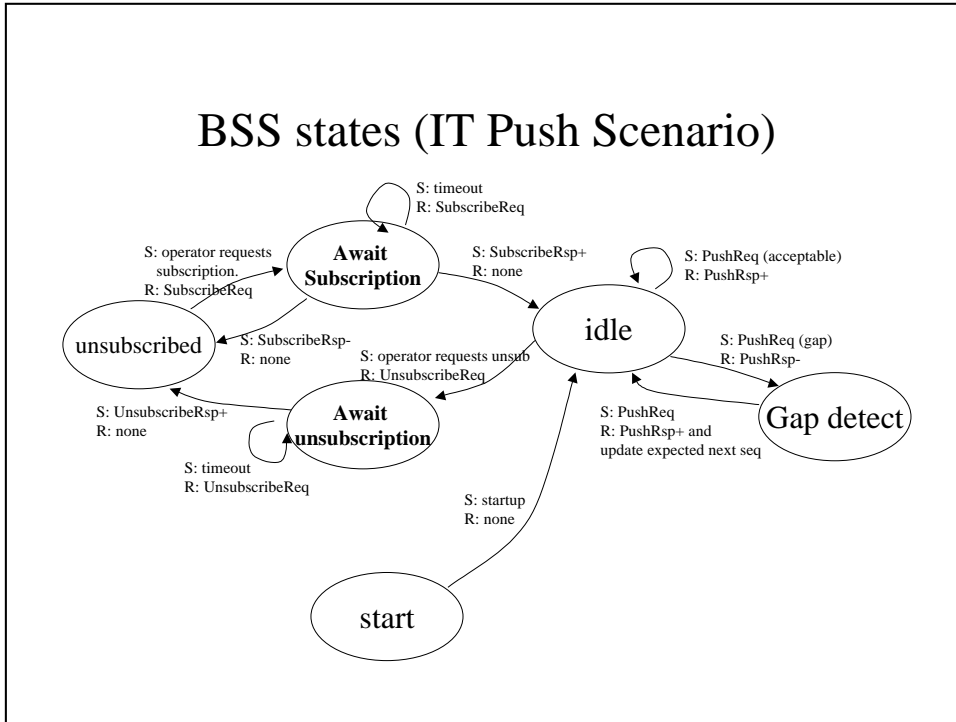 BSS states (IT Push Scenario)
S: timeout
R: SubscribeReq
S: operator requests
subscription.
R: SubscribeReq
Await
Subscription
S: SubscribeRsp+
R: none
S: PushReq (acceptable)
R: PushRsp+
unsubscribed
S: SubscribeRsp-
R: none
idle
S: PushReq (gap)
R: PushRsp-
S: operator requests unsub
R: UnsubscribeReq
S: UnsubscribeRsp+
R: none
Await
unsubscription
S: PushReq
R: PushRsp+ and
update expected next seq
Gap detect
S: timeout
R: UnsubscribeReq
S: startup
R: none
start